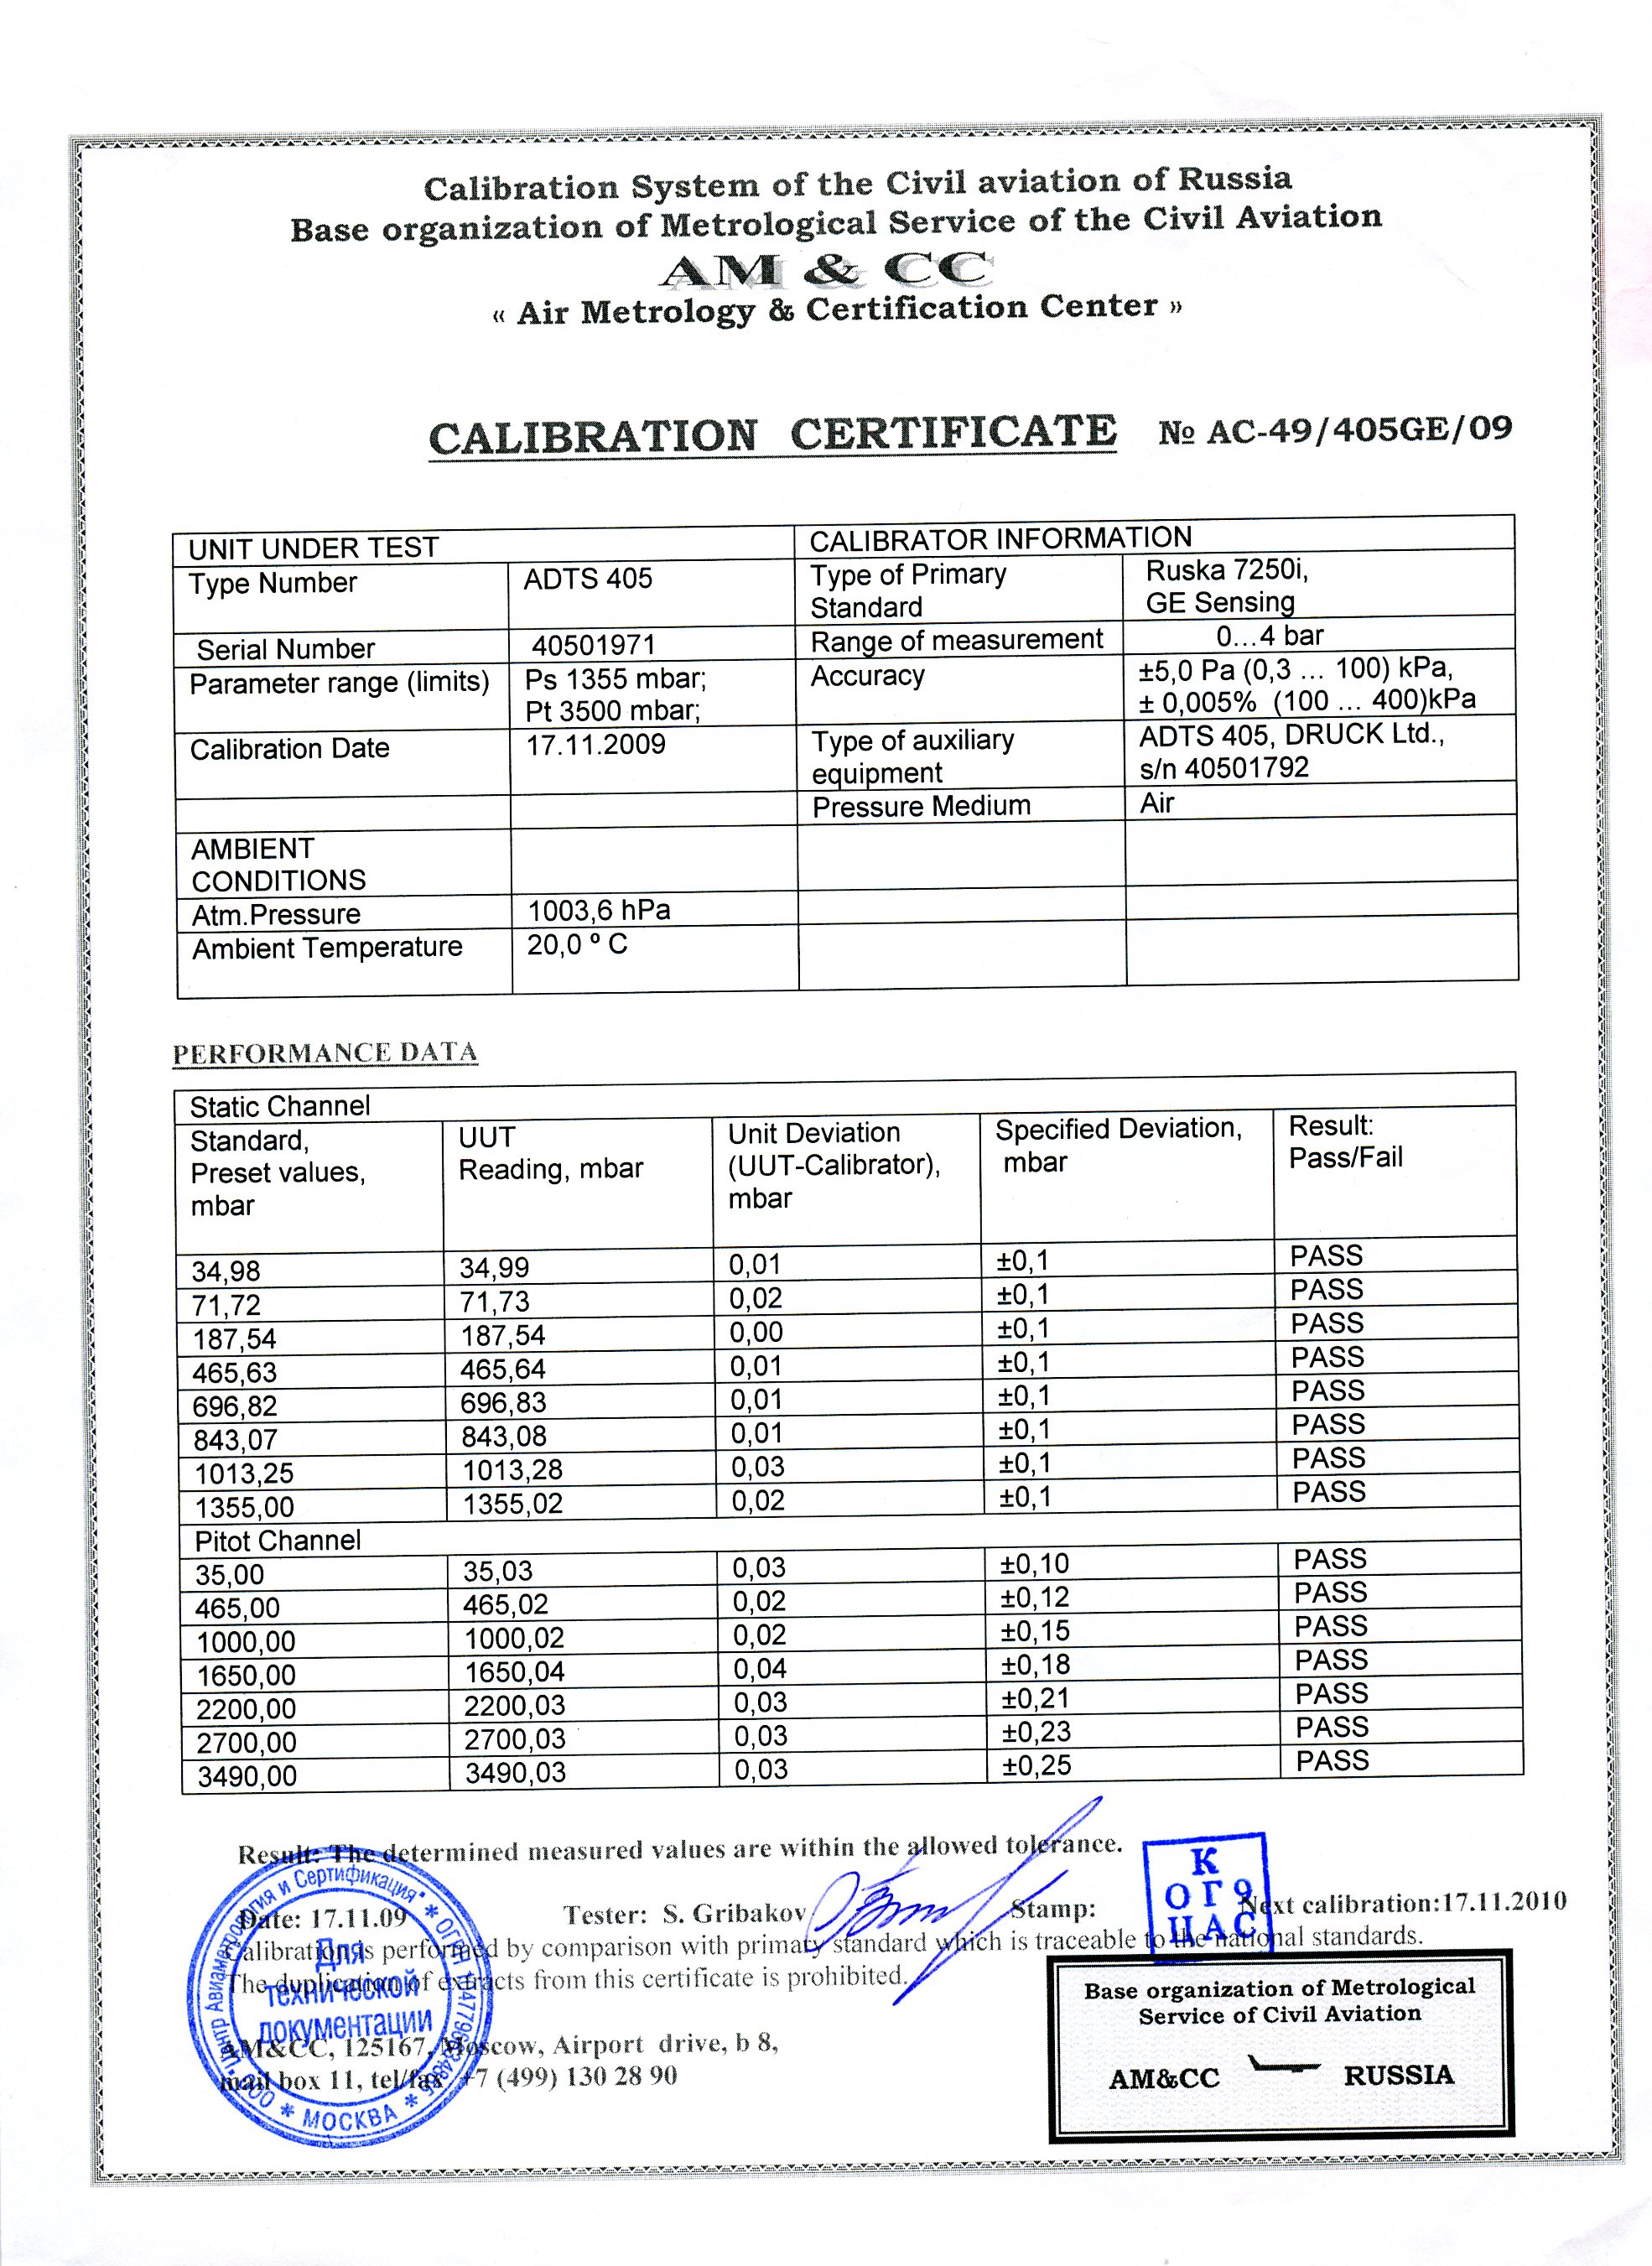 Calibration System of the Civil aviation of Russia
Base organization of Metrological Service of the Civil Aviation
AM & CC
« Air Metrology & Certification Center »
CALIBRATION CERTIFICATE № AC-49/405GE/09
UNIT UNDER TEST CALIBRATOR INFORMATION
Type Number ADTS 405 Type of Primary Standard Ruska 7250i, GE Sensing
Serial Number 40501971 Range of measurement 0...4 bar
Parameter range (limits) Ps 1355 mbar; Pt 3500 mbar; Accuracy ±5,0 Pa (0,3 ... 100) kPa, ± 0,005% (100 ... 400)kPa
Calibration Date 17.11.2009 Type of auxiliary equipment ADTS 405, DRUCK Ltd., s/n 40501792
Pressure Medium Air
AMBIENT CONDITIONS
Atm.Pressure 1003,6 hPa
Ambient Temperature 20,0 º C
PERFORMANCE DATA
Static Channel
Standard, Preset values, mbar UUT Reading, mbar Unit Deviation (UUT-Calibrator), mbar Specified Deviation, mbar Result: Pass/Fail
34,98 34,99 0,01 ±0,1 PASS
71,72 71,73 0,02 ±0,1 PASS
187,54 187,54 0,00 ±0,1 PASS
465,63 465,64 0,01 ±0,1 PASS
696,82 696,83 0,01 ±0,1 PASS
843,07 843,08 0,01 ±0,1 PASS
1013,25 1013,28 0,03 ±0,1 PASS
1355,00 1355,02 0,02 ±0,1 PASS
Pitot Channel
35,00 35,03 0,03 ±0,10 PASS
465,00 465,02 0,02 ±0,12 PASS
1000,00 1000,02 0,02 ±0,15 PASS
1650,00 1650,04 0,04 ±0,18 PASS
2200,00 2200,03 0,03 ±0,21 PASS
2700,00 2700,03 0,03 ±0,23 PASS
3490,00 3490,03 0,03 ±0,25 PASS
Result: The determined measured values are within the allowed tolerance.
Date: 17.11.09 Tester: S. Gribakov Stamp: Next calibration:17.11.2010
Calibration is performed by comparison with primary standard which is traceable to the national standards.
The duplication of extracts from this certificate is prohibited.
AM&CC, 125167, Moscow, Airport drive, b 8,
mail box 11, tel/fax +7 (499) 130 28 90
К
ОГ9
ЦАС
ООО "Центр Авиаметрология и Сертификация" * ОГРН
* МОСКВА *
Для
технической
документации
Base organization of Metrological
Service of Civil Aviation
AM&CC RUSSIA